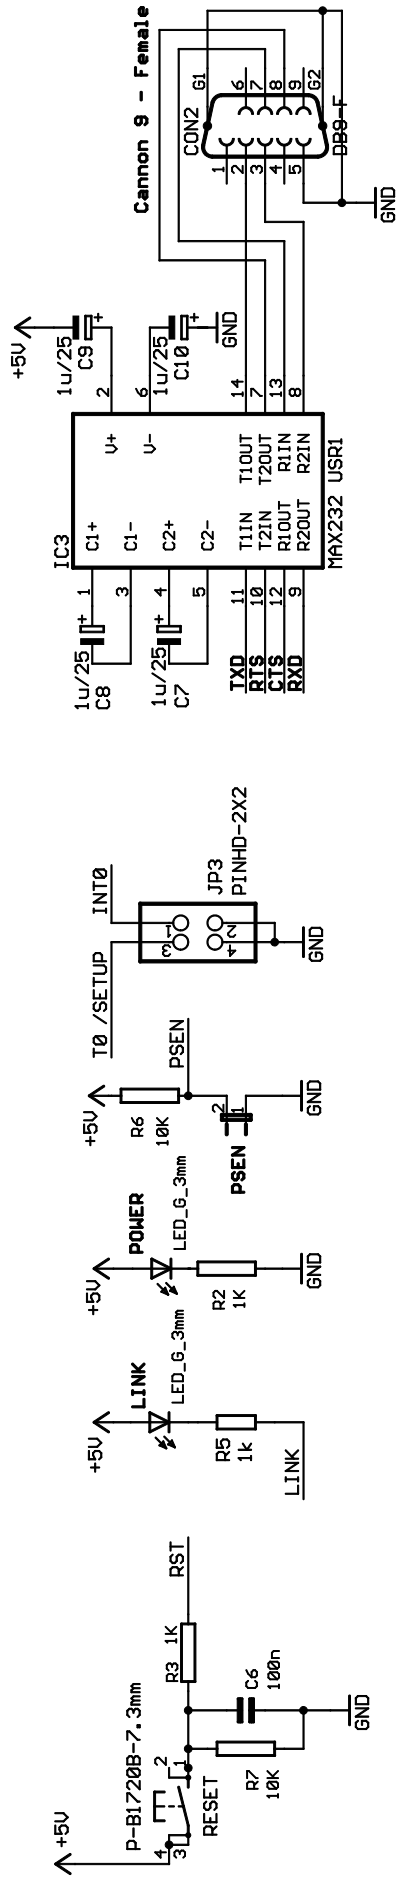 Cannon 9 - Female
+5V
1u/25
C9
1u/25
C10
GND
CON2
G1
G2
DB9-F
1
2
3
4
5
6
7
8
9
GND
IC3
MAX232 USR1
2
6
14
7
13
8
V+
V-
T1OUT
T2OUT
R1IN
R2IN
C1+
C1-
C2+
C2-
T1IN
T2IN
R1OUT
R2OUT
1
3
4
5
11
10
12
9
1u/25
C8
1u/25
C7
TXD
RTS
CTS
RXD
T0 /SETUP
INT0
1
2
3
4
JP3
PINHD-2X2
GND
+5V
R6
10K
PSEN
2
1
PSEN
GND
+5V
POWER
LED_G_3mm
R2
1K
GND
+5V
LINK
LED_G_3mm
R5
1k
LINK
+5V
P-B1720B-7.3mm
4
3
2
1
RESET
R3
1K
RST
R7
10K
C6
100n
GND